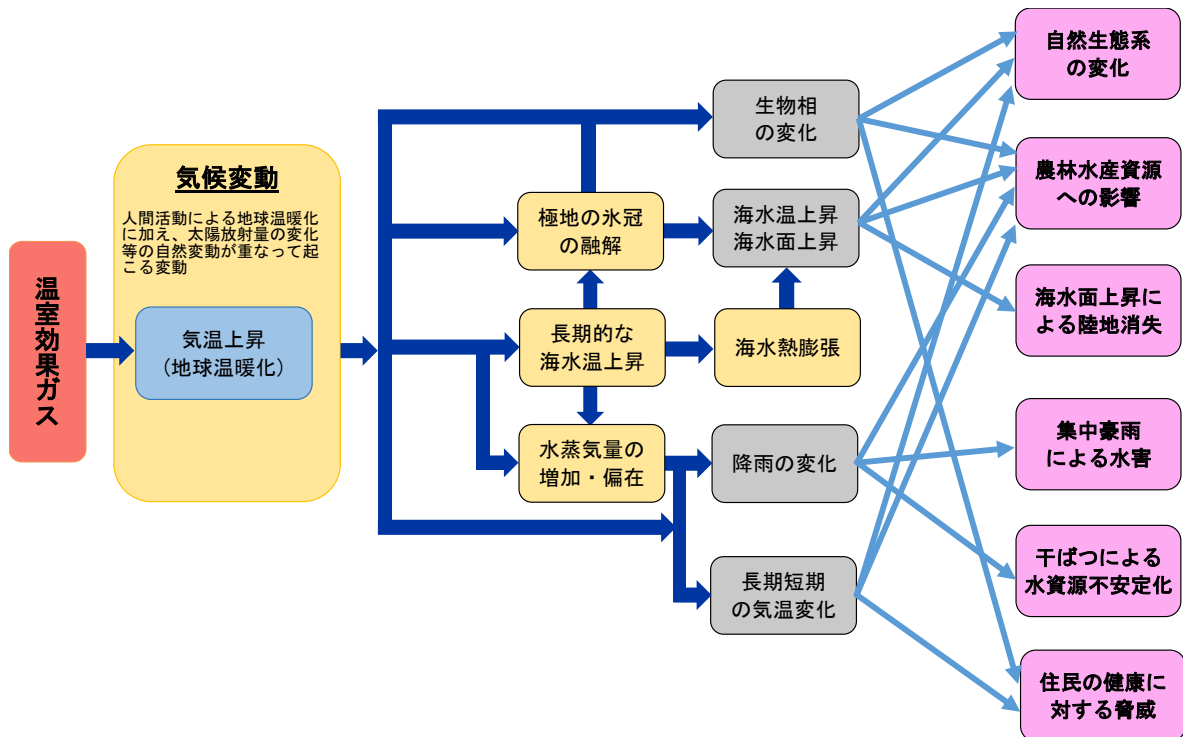 温室効果ガス
気候変動
人間活動による地球温暖化
に加え、太陽放射量の変化
等の自然変動が重なって起
こる変動
気温上昇
（地球温暖化）
極地の氷冠
の融解
長期的な
海水温上昇
水蒸気量の
増加・偏在
生物相
の変化
海水温上昇
海水面上昇
海水熱膨張
降雨の変化
長期短期
の気温変化
自然生態系
の変化
農林水産資源
への影響
海水面上昇に
よる陸地消失
集中豪雨
による水害
干ばつによる
水資源不安定化
住民の健康に
対する脅威